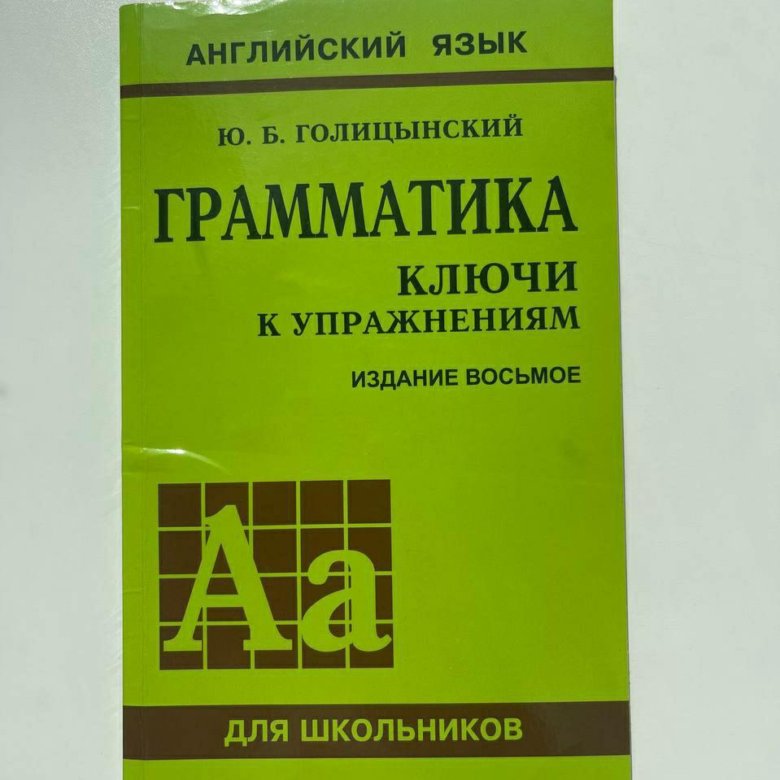 АНГЛИЙСКИЙ ЯЗЫК
Ю. Б. ГОЛИЦЫНСКИЙ
ГРАММАТИКА
КЛЮЧИ
К УПРАЖНЕНИЯМ
ИЗДАНИЕ ВОСЬМОЕ
Aa
ДЛЯ ШКОЛЬНИКОВ